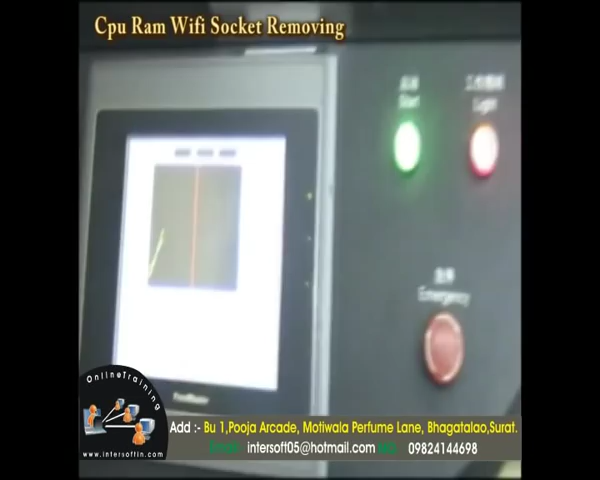 Cpu Ram Wifi Socket Removing
Start
Light
Emergency
OnlineTraining
www.intersoftin.com
Add :- Bu 1,Pooja Arcade, Motiwala Perfume Lane, Bhagatalao,Surat.
intersoft05@hotmail.com 09824144698